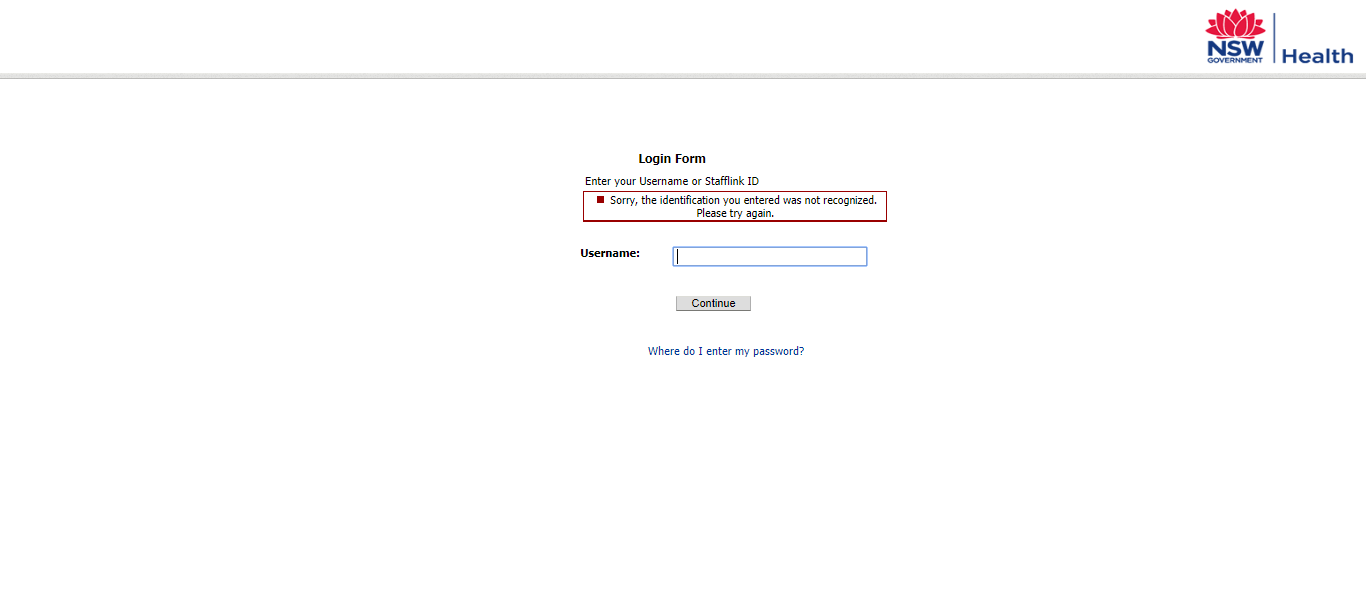 NSW
GOVERNMENT
Health
Login Form
Enter your Username or Stafflink ID
Sorry, the identification you entered was not recognized.
Please try again.
Username:
Continue
Where do I enter my password?